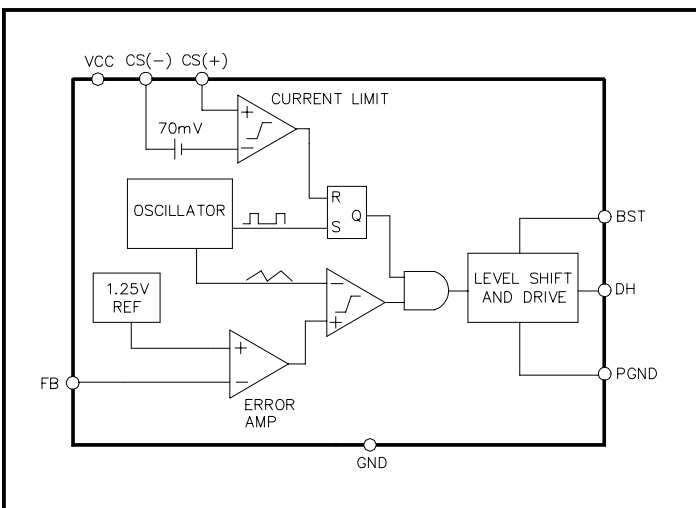 VCC CS(−) CS(+)
CURRENT LIMIT
+
70mV
−
OSCILLATOR
R
Q
S
BST
1.25V
REF
−
+
LEVEL SHIFT
AND DRIVE
DH
+
−
FB
ERROR
AMP
PGND
GND